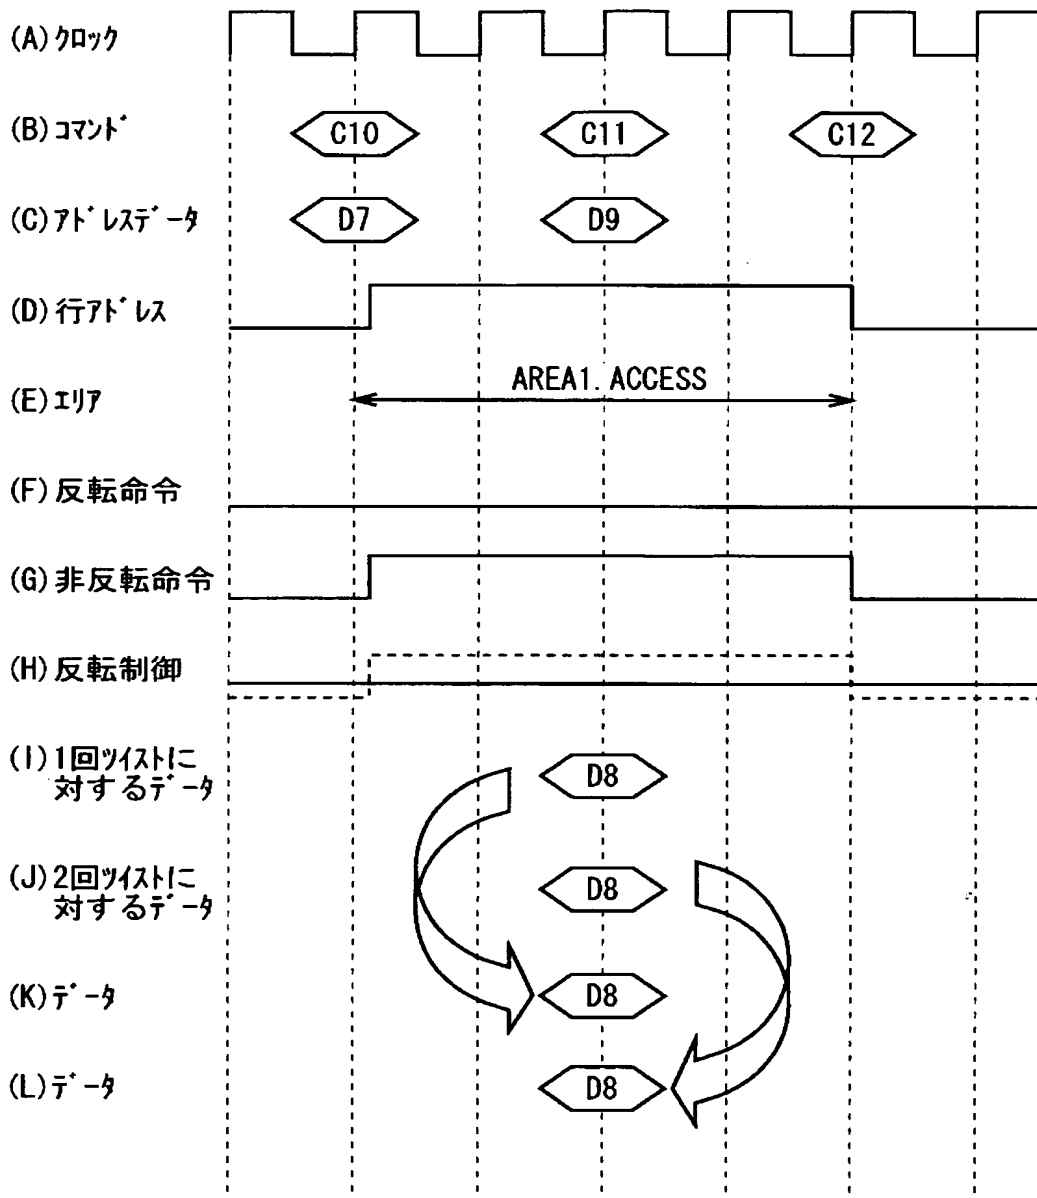 (A)クロック
(B)コマンド
C10
C11
C12
(C)アドレスデータ
D7
D9
(D)行アドレス
(E)エリア
AREA1. ACCESS
(F)反転命令
(G)非反転命令
(H)反転制御
(I)1回ツイストに
対するデータ
D8
(J)2回ツイストに
対するデータ
D8
(K)データ
D8
(L)データ
D8